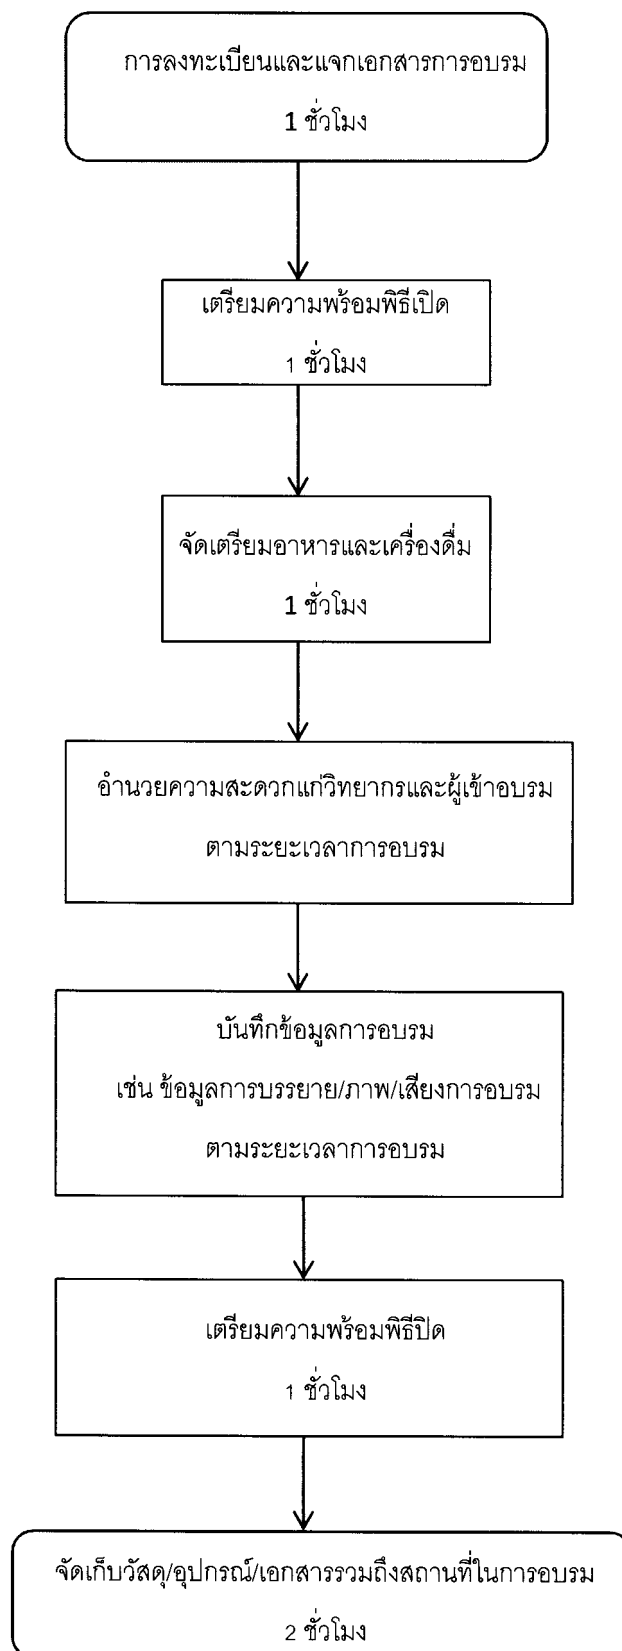 การลงทะเบียนและแจกเอกสารการอบรม
1 ชั่วโมง
เตรียมความพร้อมพิธีเปิด
1 ชั่วโมง
จัดเตรียมอาหารและเครื่องดื่ม
1 ชั่วโมง
อำนวยความสะดวกแก่วิทยากรและผู้เข้าอบรม
ตามระยะเวลาการอบรม
บันทึกข้อมูลการอบรม
เช่น ข้อมูลการบรรยาย/ภาพ/เสียงการอบรม
ตามระยะเวลาการอบรม
เตรียมความพร้อมพิธีปิด
1 ชั่วโมง
จัดเก็บวัสดุ/อุปกรณ์/เอกสารรวมถึงสถานที่ในการอบรม
2 ชั่วโมง